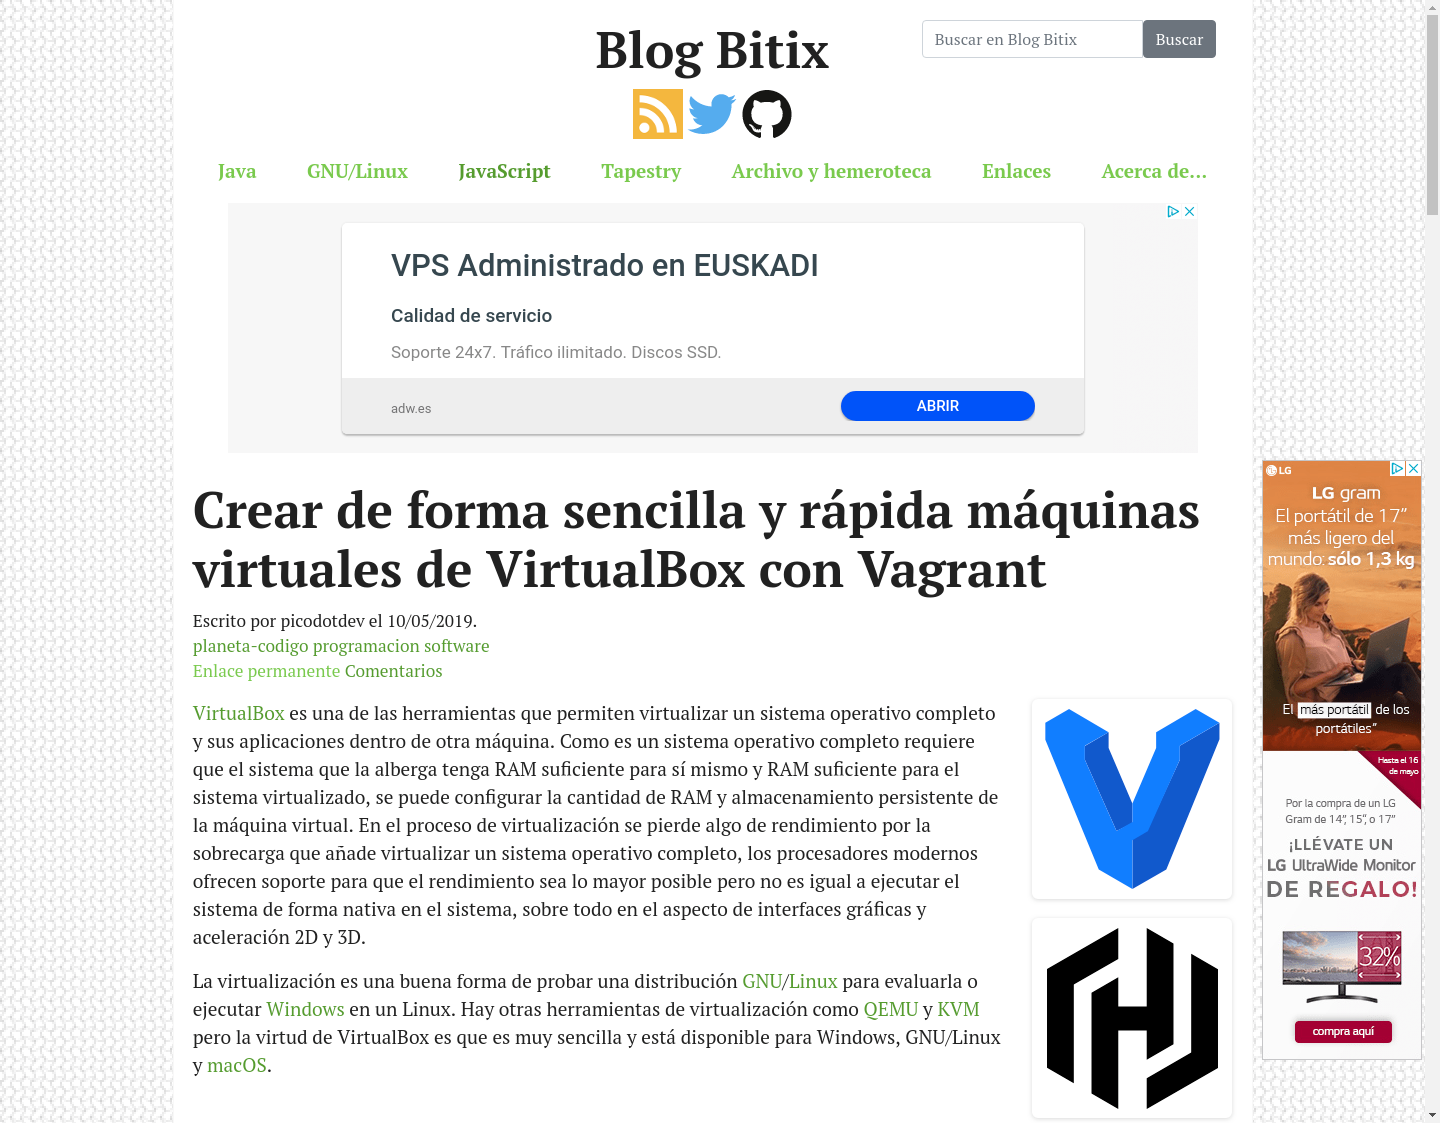 Blog Bitix
Buscar en Blog Bitix
Buscar
Java
GNU/Linux
JavaScript
Tapestry
Archivo y hemeroteca
Enlaces
Acerca de...
VPS Administrado en EUSKADI
Calidad de servicio
Soporte 24x7. Tráfico ilimitado. Discos SSD.
adw.es
ABRIR
Crear de forma sencilla y rápida máquinas
virtuales de VirtualBox con Vagrant
Escrito por picodotdev el 10/05/2019.
planeta-codigo programacion software
Enlace permanente Comentarios
VirtualBox es una de las herramientas que permiten virtualizar un sistema operativo completo
y sus aplicaciones dentro de otra máquina. Como es un sistema operativo completo requiere
que el sistema que la alberga tenga RAM suficiente para sí mismo y RAM suficiente para el
sistema virtualizado, se puede configurar la cantidad de RAM y almacenamiento persistente de
la máquina virtual. En el proceso de virtualización se pierde algo de rendimiento por la
sobrecarga que añade virtualizar un sistema operativo completo, los procesadores modernos
ofrecen soporte para que el rendimiento sea lo mayor posible pero no es igual a ejecutar el
sistema de forma nativa en el sistema, sobre todo en el aspecto de interfaces gráficas y
aceleración 2D y 3D.
La virtualización es una buena forma de probar una distribución GNU/Linux para evaluarla o
ejecutar Windows en un Linux. Hay otras herramientas de virtualización como QEMU y KVM
pero la virtud de VirtualBox es que es muy sencilla y está disponible para Windows, GNU/Linux
y macOS.
LG
LG gram
El portátil de 17"
más ligero del
mundo: sólo 1,3 kg
El más portátil de los
portátiles"
Hasta el 16
de mayo
Por la compra de un LG
Gram de 14", 15", o 17"
¡LLÉVATE UN
LG UltraWide Monitor
DE REGALO!
32%
compra aquí